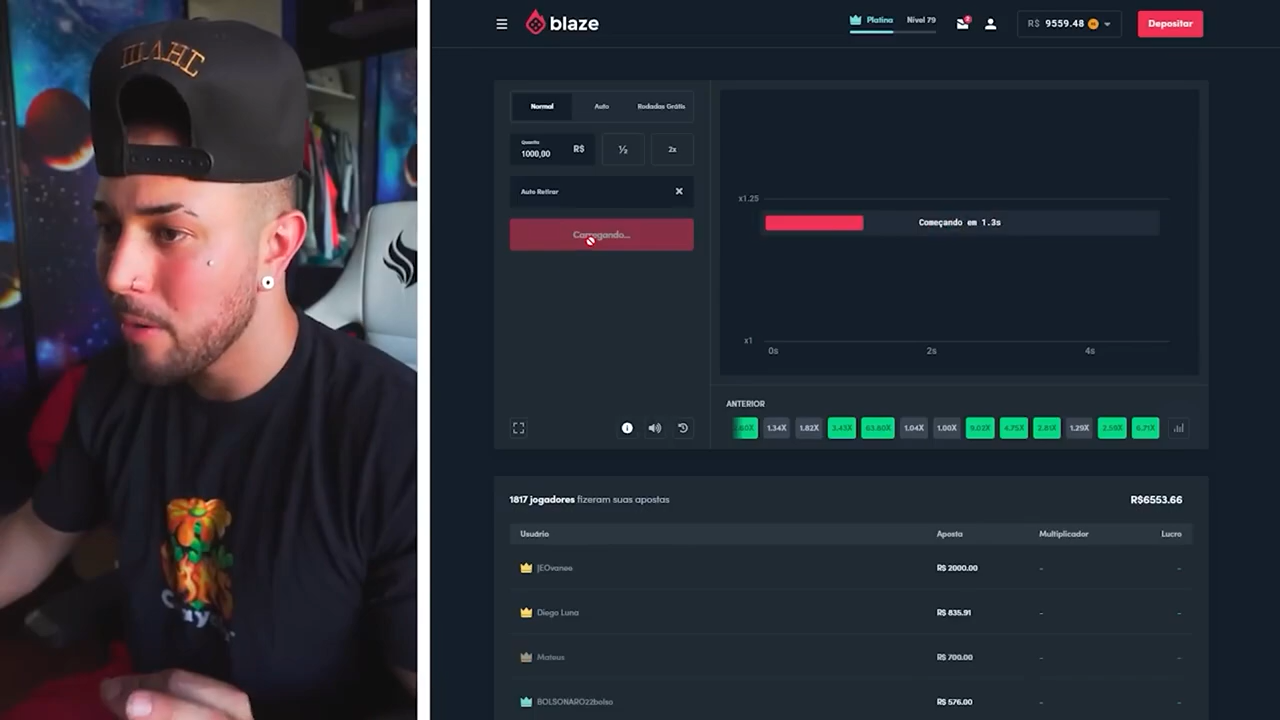 blaze
Platina
Nível 79
2
R$ 9559.48
Depositar
Normal
Auto
Rodadas Grátis
Quantia
1000,00
R$
½
2x
Auto Retirar
Carregando...
x1.25
Começando em 1.3s
x1
0s
2s
4s
ANTERIOR
1.34X
1.82X
3.45X
63.80X
1.04X
1.00X
9.02X
4.75X
2.81X
1.29X
2.59X
6.71X
1817 jogadores fizeram suas apostas
R$6553.66
Usuário
Aposta
Multiplicador
Lucro
JEOvanee
R$ 2000.00
-
-
Diego Luna
R$ 835.91
-
-
Mateus
R$ 700.00
-
-
BOLSONARO22bolso
R$ 576.00
-
-